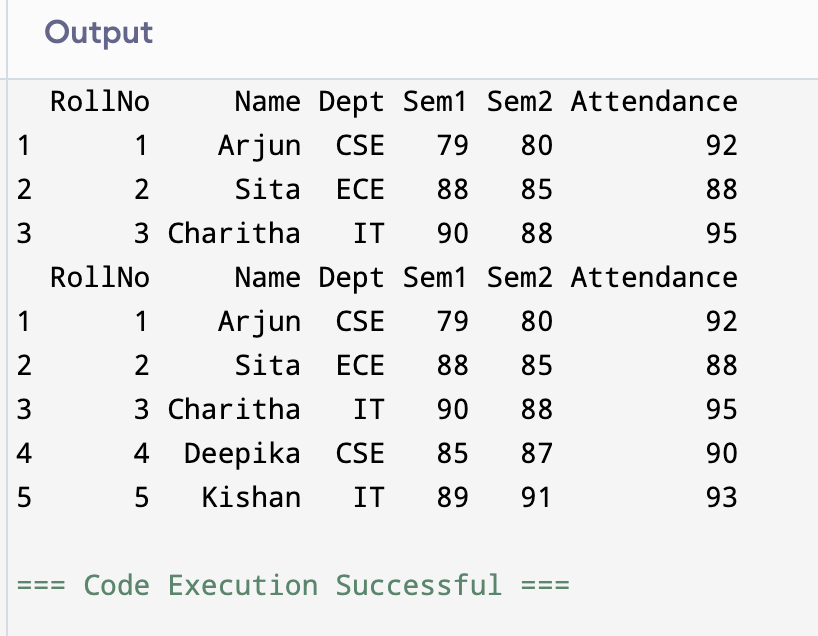 Output
  RollNo     Name Dept Sem1 Sem2 Attendance
1      1    Arjun  CSE   79   80         92
2      2     Sita  ECE   88   85         88
3      3 Charitha   IT   90   88         95
  RollNo     Name Dept Sem1 Sem2 Attendance
1      1    Arjun  CSE   79   80         92
2      2     Sita  ECE   88   85         88
3      3 Charitha   IT   90   88         95
4      4  Deepika  CSE   85   87         90
5      5   Kishan   IT   89   91         93
=== Code Execution Successful ===